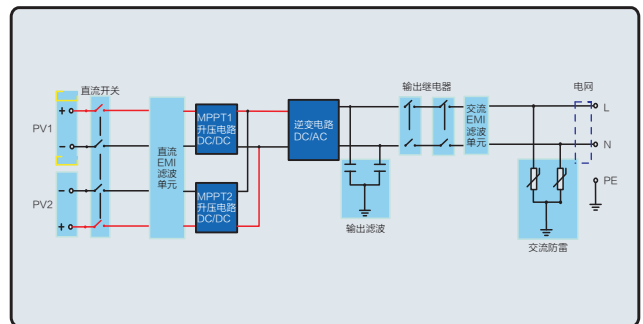 直流开关
PV1
+
-
PV2
-
+
直流
EMI
滤波
单元
MPPT1
升压电路
DC/DC
MPPT2
升压电路
DC/DC
逆变电路
DC/AC
输出滤波
输出继电器
交流
EMI
滤波
单元
电网
L
N
PE
交流防雷